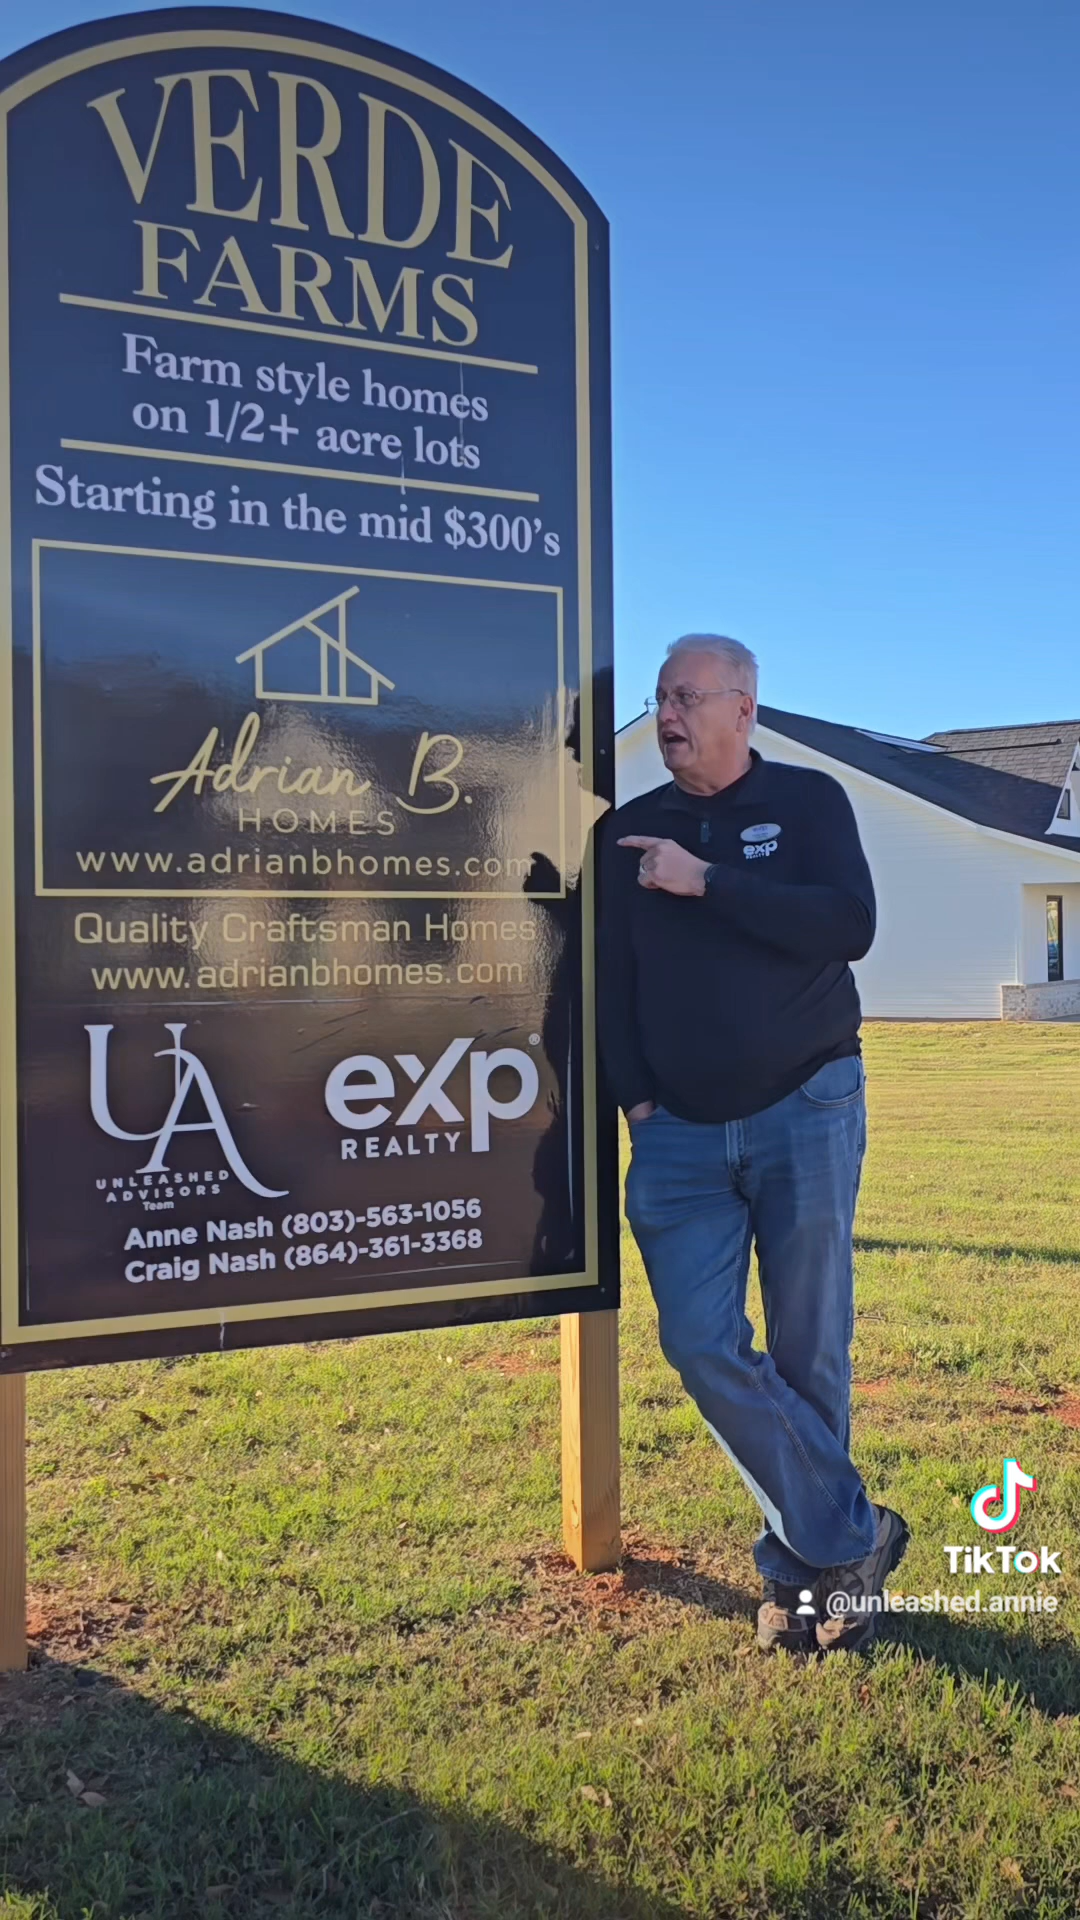 VERDE
FARMS
Farm style homes
on 1/2+ acre lots
Starting in the mid $300's
Adrian B.
HOMES
www.adrianbhomes.com
Quality Craftsman Homes
www.adrianbhomes.com
UA
UNLEASHED
ADVISORS
Team
exp®
REALTY
Anne Nash (803)-563-1056
Craig Nash (864)-361-3368
exp
REALTY
TikTok
@unleashed.annie